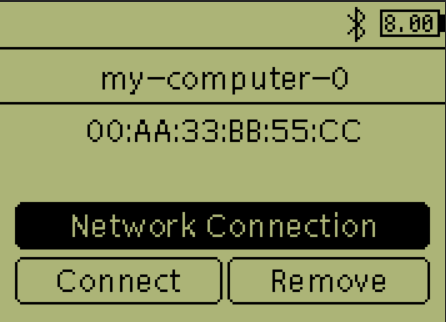 8.00
my-computer-0
00:AA:33:BB:55:CC
Network Connection
Connect Remove